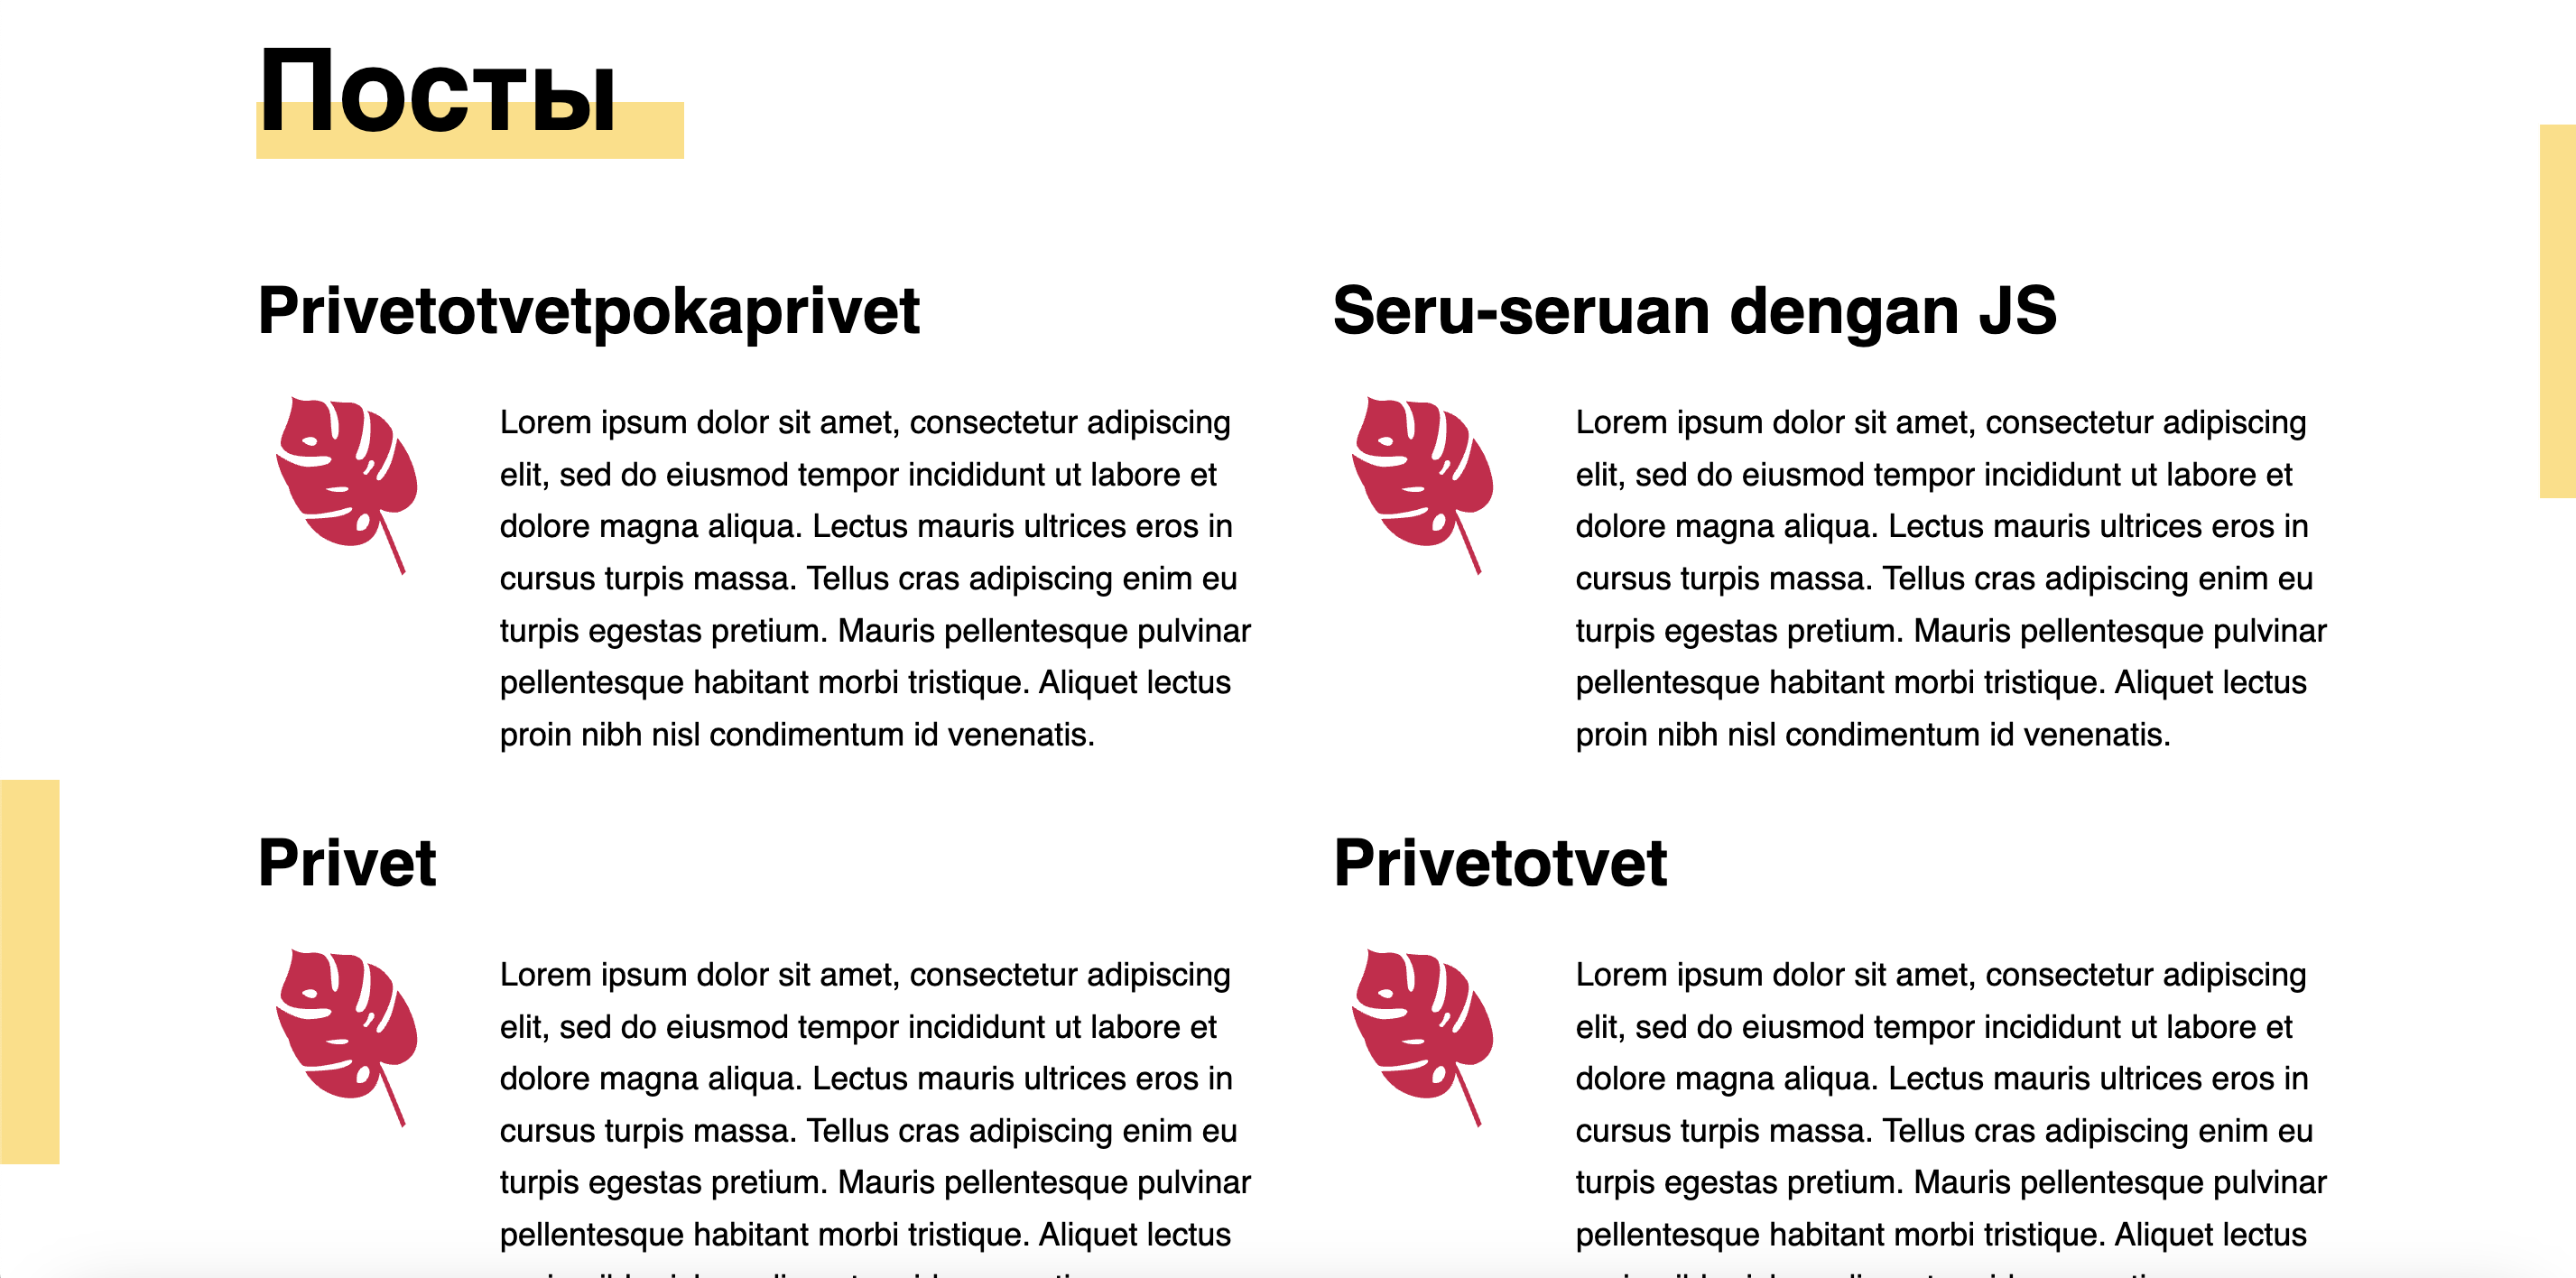 Посты
Privetotvetpokaprivet
Lorem ipsum dolor sit amet, consectetur adipiscing
elit, sed do eiusmod tempor incididunt ut labore et
dolore magna aliqua. Lectus mauris ultrices eros in
cursus turpis massa. Tellus cras adipiscing enim eu
turpis egestas pretium. Mauris pellentesque pulvinar
pellentesque habitant morbi tristique. Aliquet lectus
proin nibh nisl condimentum id venenatis.
Seru-seruan dengan JS
Lorem ipsum dolor sit amet, consectetur adipiscing
elit, sed do eiusmod tempor incididunt ut labore et
dolore magna aliqua. Lectus mauris ultrices eros in
cursus turpis massa. Tellus cras adipiscing enim eu
turpis egestas pretium. Mauris pellentesque pulvinar
pellentesque habitant morbi tristique. Aliquet lectus
proin nibh nisl condimentum id venenatis.
Privet
Lorem ipsum dolor sit amet, consectetur adipiscing
elit, sed do eiusmod tempor incididunt ut labore et
dolore magna aliqua. Lectus mauris ultrices eros in
cursus turpis massa. Tellus cras adipiscing enim eu
turpis egestas pretium. Mauris pellentesque pulvinar
pellentesque habitant morbi tristique. Aliquet lectus
Privetotvet
Lorem ipsum dolor sit amet, consectetur adipiscing
elit, sed do eiusmod tempor incididunt ut labore et
dolore magna aliqua. Lectus mauris ultrices eros in
cursus turpis massa. Tellus cras adipiscing enim eu
turpis egestas pretium. Mauris pellentesque pulvinar
pellentesque habitant morbi tristique. Aliquet lectus